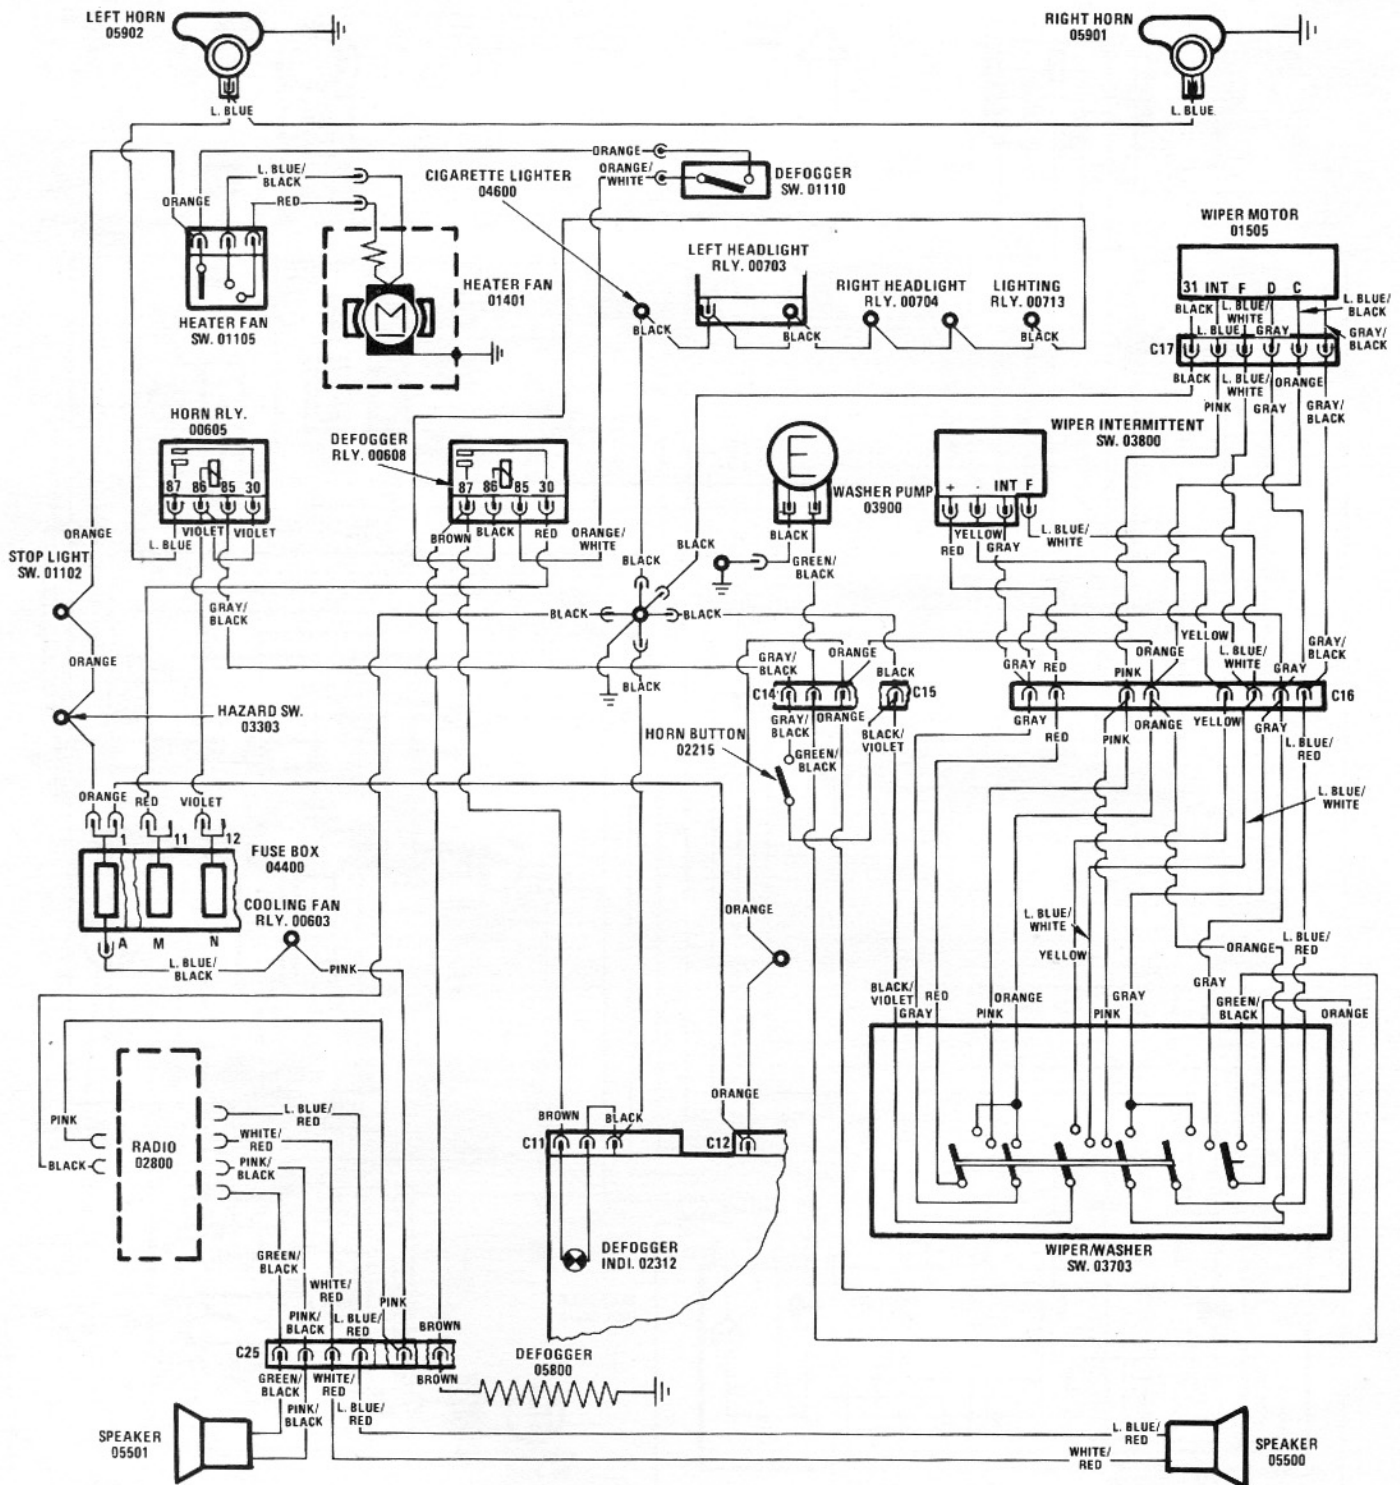 LEFT HORN
05902
RIGHT HORN
05901
L. BLUE
L. BLUE
ORANGE
ORANGE/
WHITE
DEFOGGER
SW. 01110
L. BLUE/
BLACK
RED
ORANGE
CIGARETTE LIGHTER
04600
WIPER MOTOR
01505
31 INT F D C
HEATER FAN
SW. 01105
M
HEATER FAN
01401
LEFT HEADLIGHT
RLY. 00703
RIGHT HEADLIGHT
RLY. 00704
LIGHTING
RLY. 00713
BLACK
BLACK
BLACK
BLACK
L. BLUE/
WHITE
L. BLUE
GRAY
L. BLUE/
BLACK
GRAY/
BLACK
C17
BLACK
PINK
L. BLUE/
WHITE
GRAY
ORANGE
GRAY/
BLACK
HORN RLY.
00605
87 86 85 30
L. BLUE
VIOLET
VIOLET
DEFOGGER
RLY. 00608
87 86 85 30
BROWN
BLACK
RED
ORANGE/
WHITE
E
WASHER PUMP
03900
BLACK
GREEN/
BLACK
WIPER INTERMITTENT
SW. 03800
+ - INT F
RED
YELLOW
GRAY
L. BLUE/
WHITE
ORANGE
STOP LIGHT
SW. 01102
GRAY/
BLACK
BLACK
BLACK
BLACK
BLACK
BLACK
ORANGE
HAZARD SW.
03303
GRAY/
BLACK
ORANGE
BLACK
C14
C15
GRAY/
BLACK
ORANGE
GREEN/
BLACK
BLACK/
VIOLET
HORN BUTTON
02215
GRAY
RED
PINK
ORANGE
YELLOW
L. BLUE/
WHITE
GRAY
GRAY/
BLACK
C16
GRAY
RED
PINK
ORANGE
YELLOW
GRAY
L. BLUE/
RED
L. BLUE/
WHITE
ORANGE
RED
VIOLET
1 11 12
FUSE BOX
04400
A M N
COOLING FAN
RLY. 00603
L. BLUE/
BLACK
PINK
ORANGE
L. BLUE/
WHITE
YELLOW
ORANGE
L. BLUE/
RED
BLACK/
VIOLET
GRAY
RED
PINK
ORANGE
PINK
GRAY
GRAY
GREEN/
BLACK
ORANGE
PINK
BLACK
RADIO
02800
L. BLUE/
RED
WHITE/
RED
PINK/
BLACK
GREEN/
BLACK
WHITE/
RED
PINK/
BLACK
L. BLUE/
RED
PINK
BROWN
BROWN
BLACK
ORANGE
C11
C12
DEFOGGER
INDI. 02312
WIPER/WASHER
SW. 03703
C25
GREEN/
BLACK
PINK/
BLACK
WHITE/
RED
L. BLUE/
RED
BROWN
DEFOGGER
05800
SPEAKER
05501
L. BLUE/
RED
WHITE/
RED
SPEAKER
05500